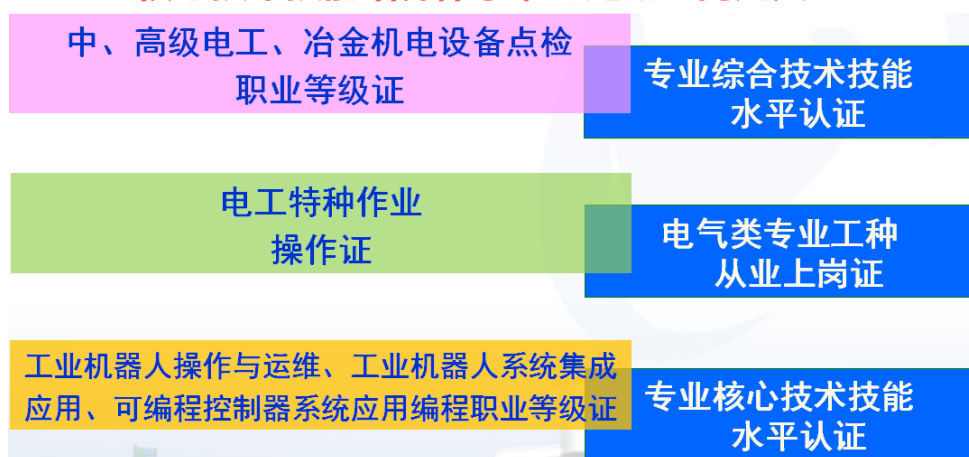 中、高级电工、冶金机电设备点检
职业等级证
专业综合技术技能
水平认证
电工特种作业
操作证
电气类专业工种
从业上岗证
工业机器人操作与运维、工业机器人系统集成
应用、可编程控制器系统应用编程职业等级证
专业核心技术技能
水平认证